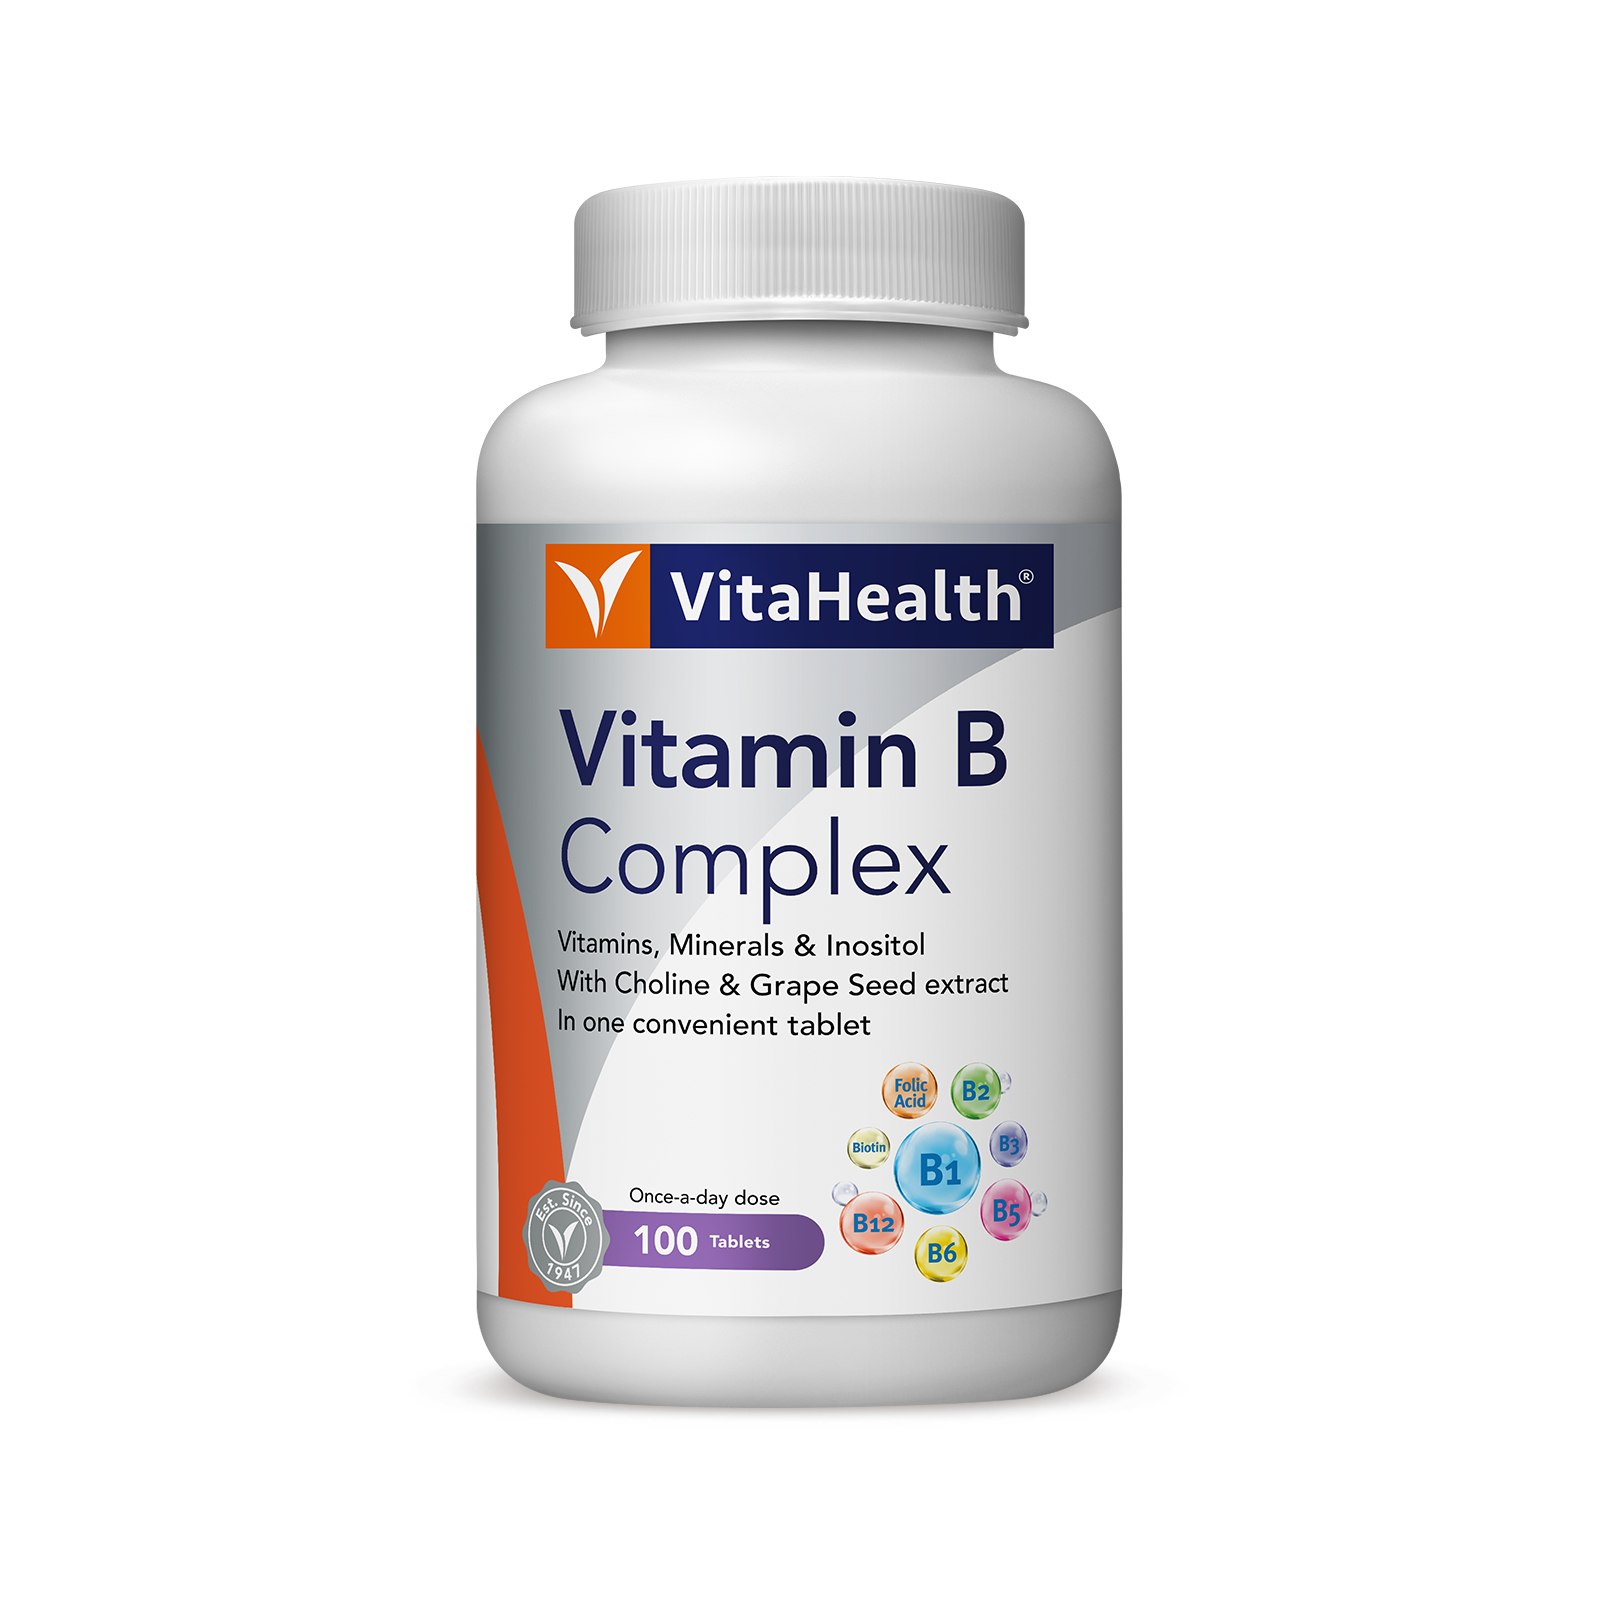 VitaHealth®
Vitamin B
Complex
Vitamins, Minerals & Inositol
With Choline & Grape Seed extract
In one convenient tablet
Folic
Acid
B2
Biotin
B1
B3
B12
B5
B6
Once-a-day dose
100 Tablets
Est. Since
1947